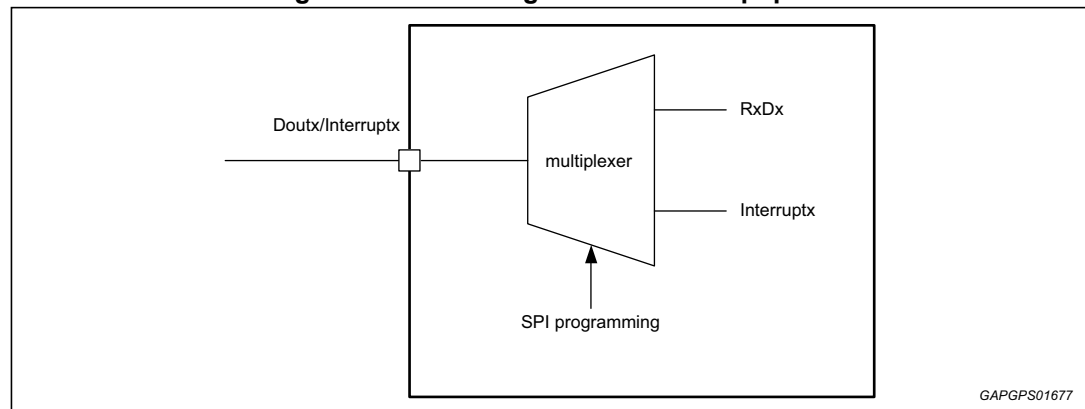 RxDx
Doutx/Interruptx
multiplexer
Interruptx
SPI programming
GAPGPS01677